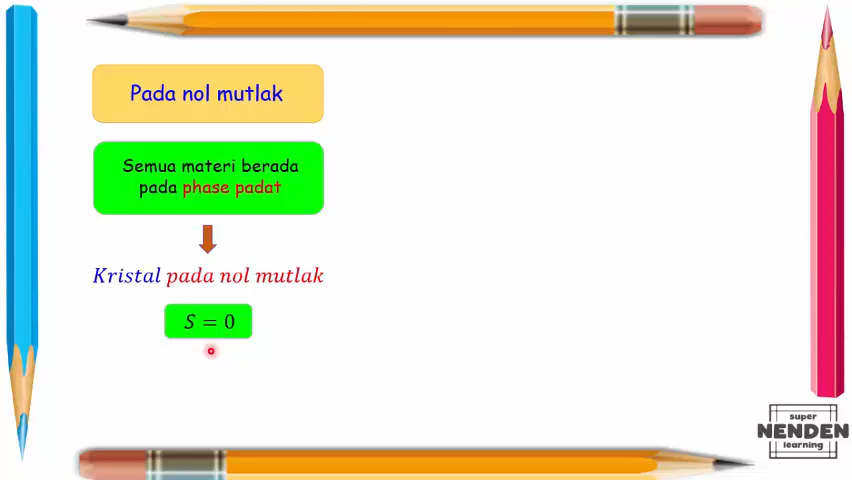 Pada nol mutlak
Semua materi berada
pada phase padat
Kristal pada nol mutlak
S = 0
super
NENDEN
learning